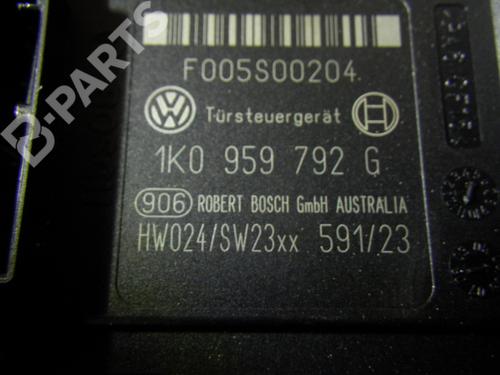 F005S00204
Türsteuergerät
1K0 959 792 G
906 ROBERT BOSCH GmbH AUSTRALIA
HW024/SW23xx 591/23
B-PARTS